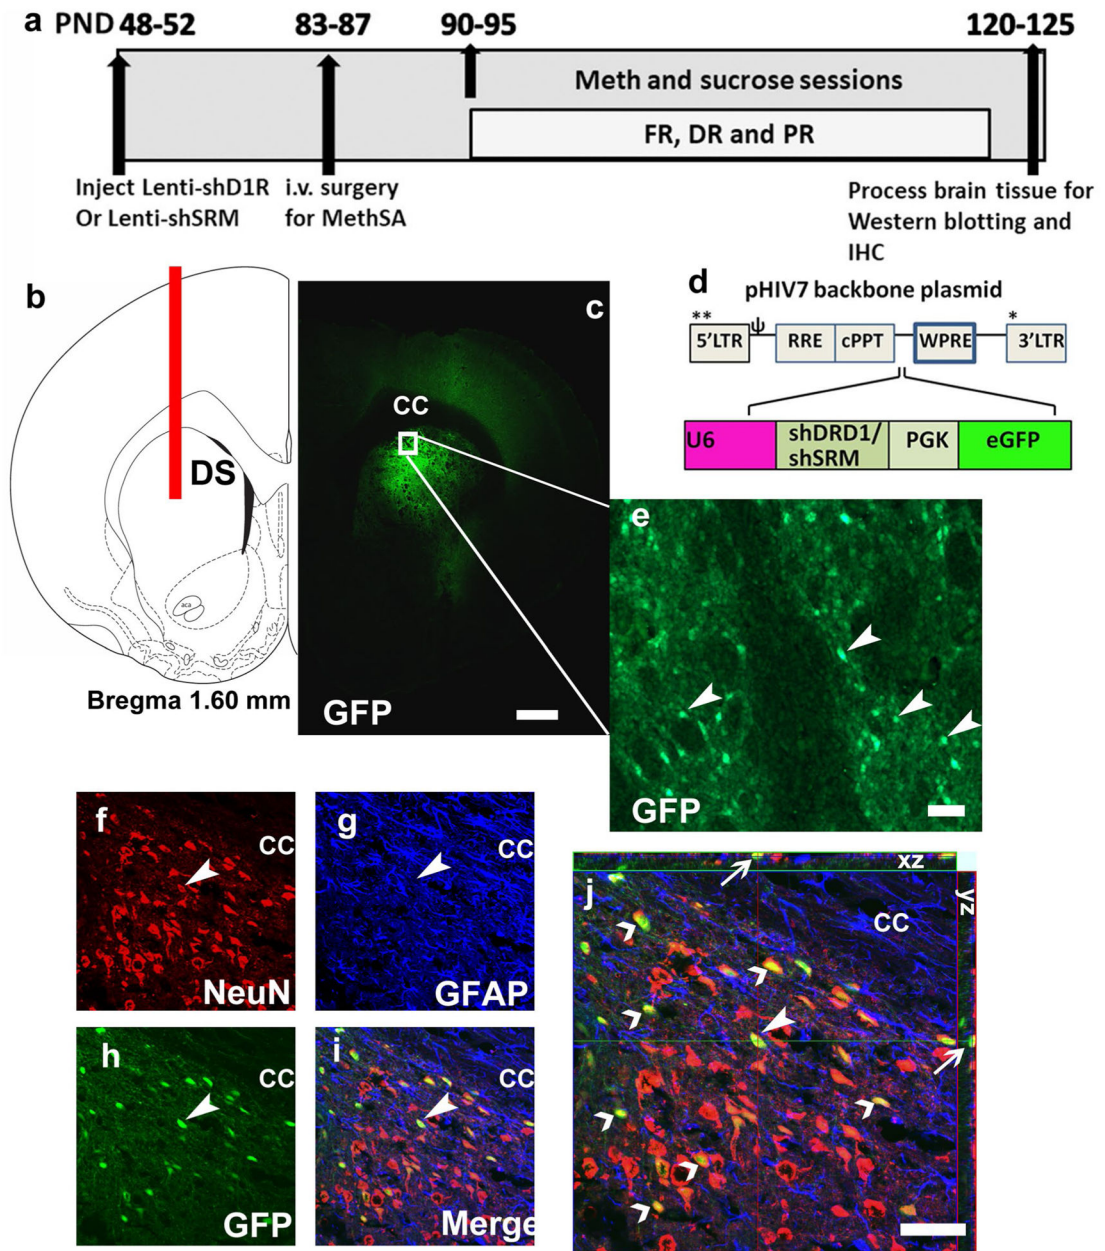 a PND 48-52 83-87 90-95 120-125
Meth and sucrose sessions
FR, DR and PR
Inject Lenti-shD1R
Or Lenti-shSRM
i.v. surgery
for MethSA
Process brain tissue for
Western blotting and
IHC
b
DS
aca
Bregma 1.60 mm
c
CC
GFP
d
pHIV7 backbone plasmid
** ψ *
5'LTR RRE cPPT WPRE 3'LTR
U6 shDRD1/
shSRM PGK eGFP
e
GFP
f
CC
NeuN
g
CC
GFAP
h
CC
GFP
i
CC
Merge
j
xz
yz
CC